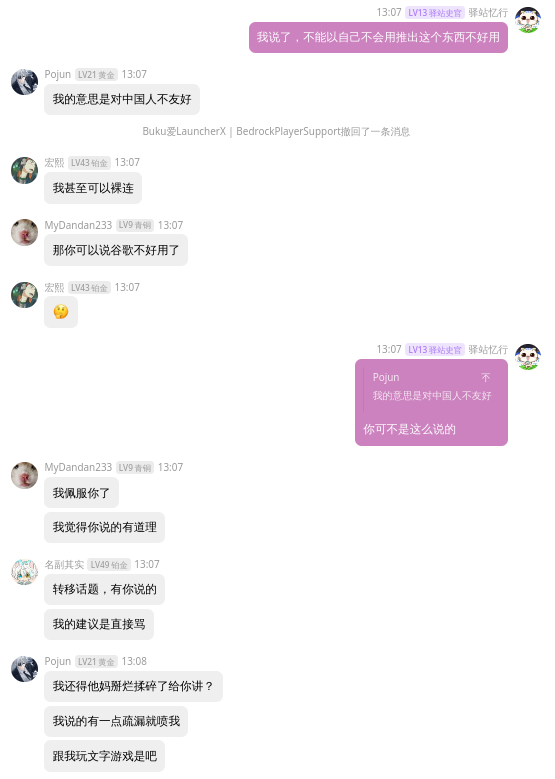 13:07 LV13 驿站史官 驿站忆行
我说了，不能以自己不会用推出这个东西不好用
Pojun LV21 黄金 13:07
我的意思是对中国人不友好
Buku爱LauncherX | BedrockPlayerSupport撤回了一条消息
宏熙 LV43 铂金 13:07
我甚至可以裸连
MyDandan233 LV9 青铜 13:07
那你可以说谷歌不好用了
宏熙 LV43 铂金 13:07
🤔
13:07 LV13 驿站史官 驿站忆行
Pojun 不
我的意思是对中国人不友好
你可不是这么说的
MyDandan233 LV9 青铜 13:07
我佩服你了
我觉得你说的有道理
名副其实 LV49 铂金 13:07
转移话题，有你说的
我的建议是直接骂
Pojun LV21 黄金 13:08
我还得他妈掰烂揉碎了给你讲？
我说的有一点疏漏就喷我
跟我玩文字游戏是吧